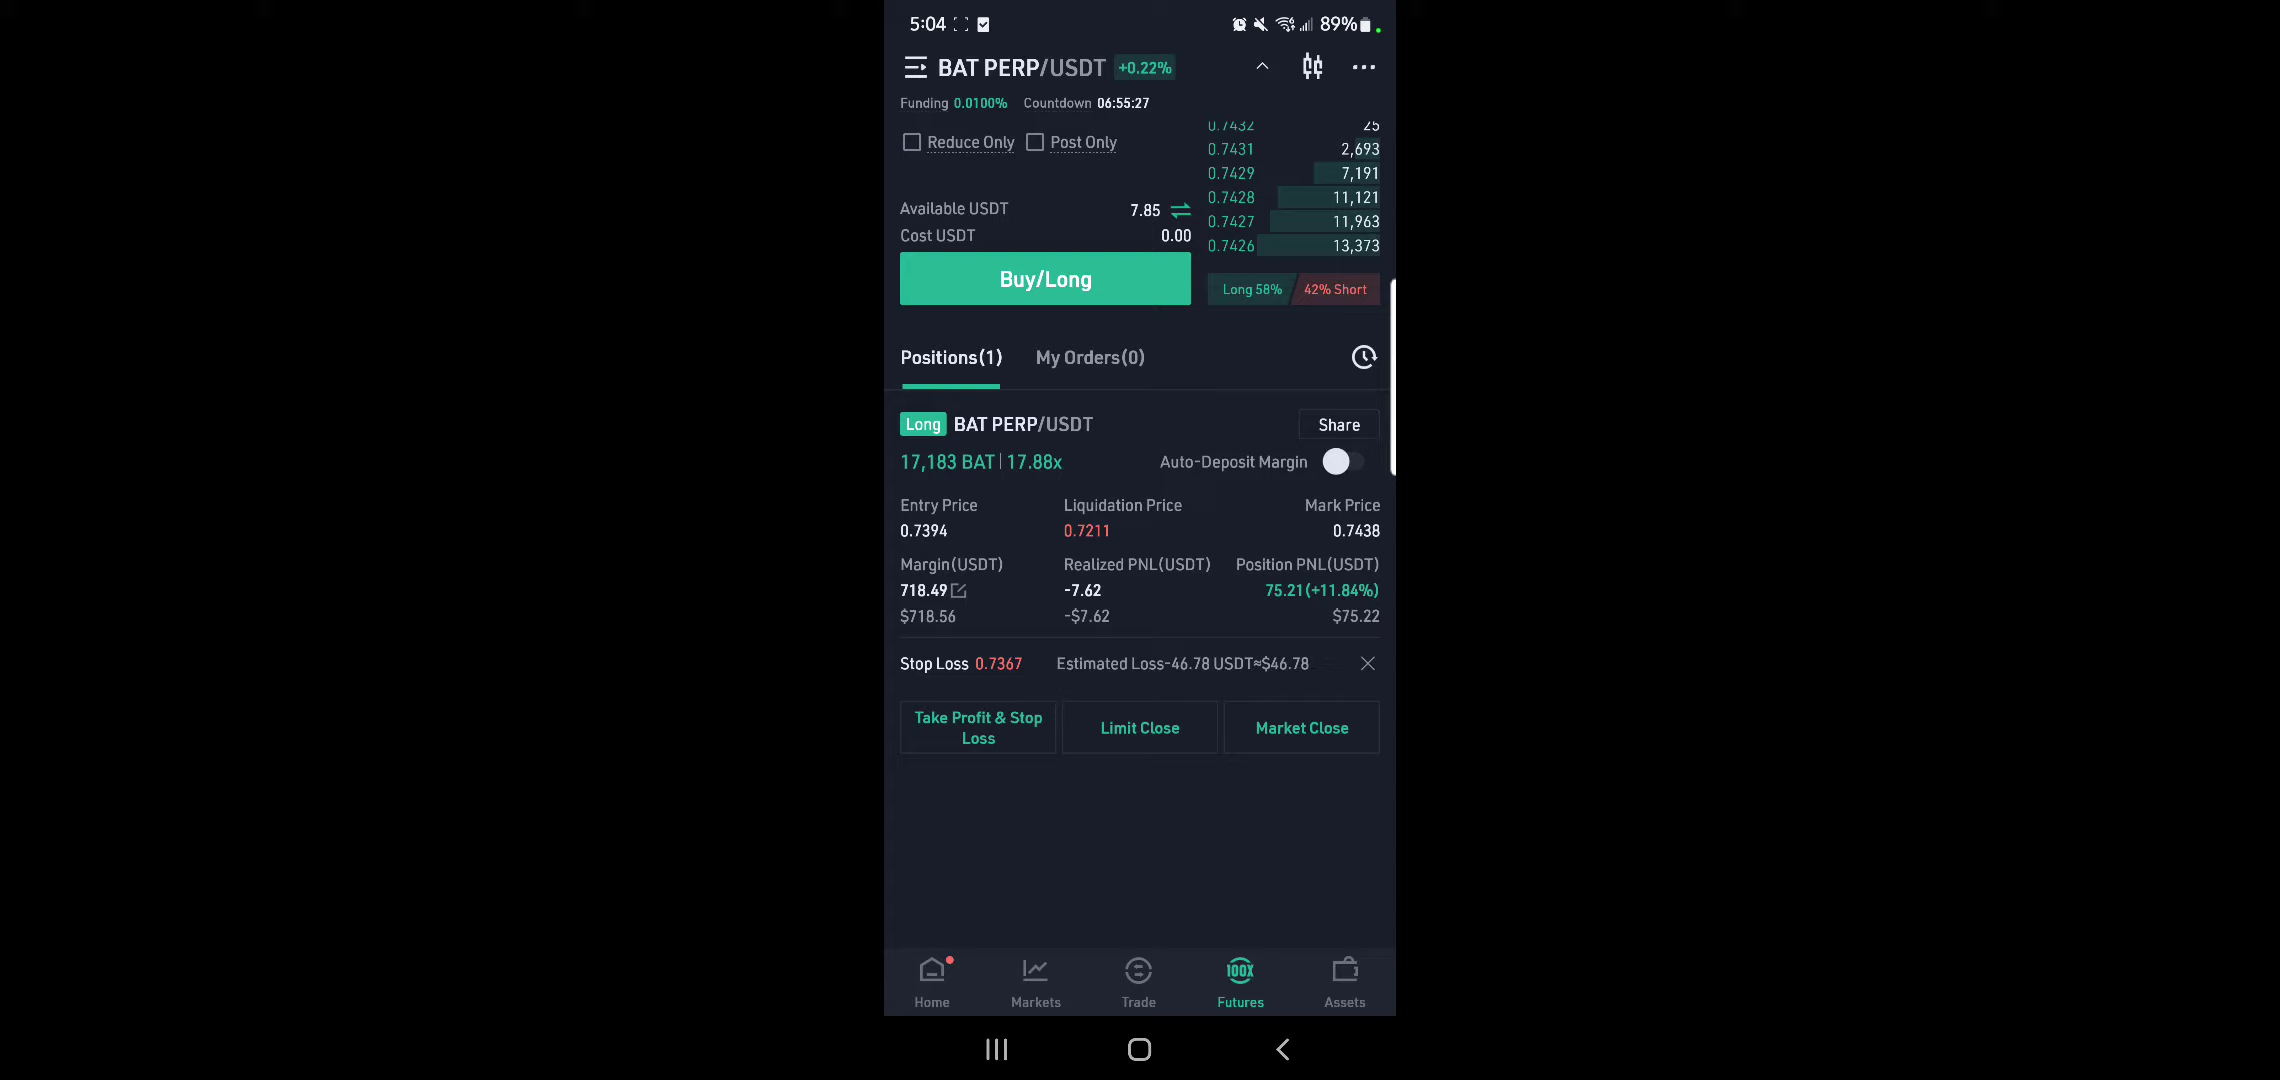 5:04 89%
BAT PERP/USDT +0.22%
Funding 0.0100% Countdown 06:55:27
0.7432 25
Reduce Only Post Only
0.7431 2,693
0.7429 7,191
0.7428 11,121
Available USDT 7.85
0.7427 11,963
Cost USDT 0.00
0.7426 13,373
Buy/Long
Long 58% 42% Short
Positions(1) My Orders(0)
Long BAT PERP/USDT Share
17,183 BAT 17.88x Auto-Deposit Margin
Entry Price Liquidation Price Mark Price
0.7394 0.7211 0.7438
Margin(USDT) Realized PNL(USDT) Position PNL(USDT)
718.49 -7.62 75.21(+11.84%)
$718.56 -$7.62 $75.22
Stop Loss 0.7367 Estimated Loss-46.78 USDT≈$46.78
Take Profit & Stop
Loss
Limit Close Market Close
100X
Home Markets Trade Futures Assets